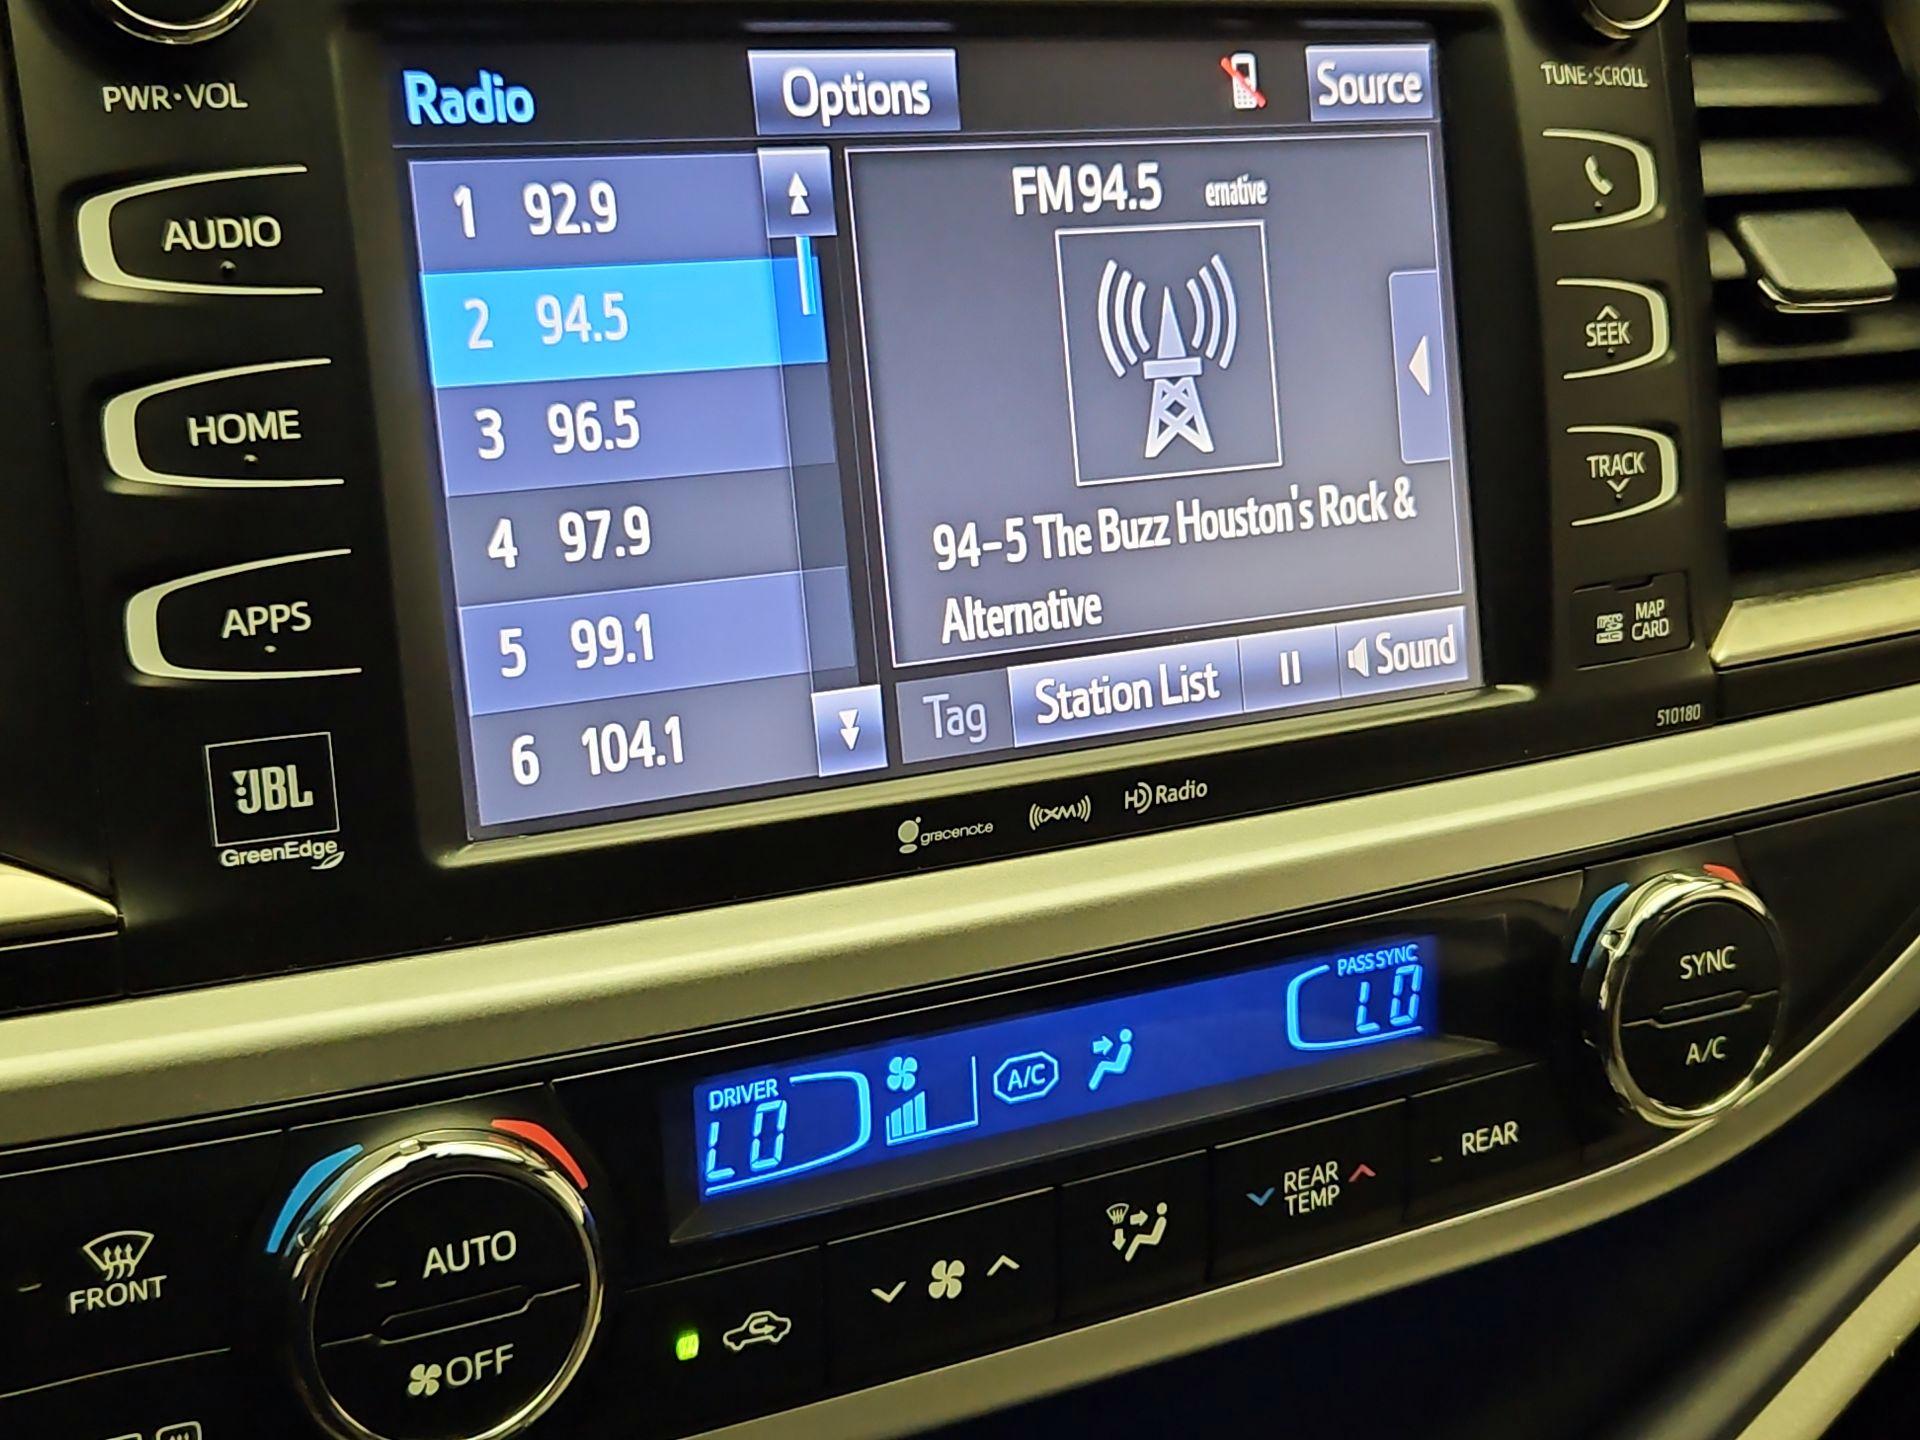 PWR·VOL
TUNE·SCROLL
Radio
Options
Source
AUDIO
HOME
APPS
1 92.9
2 94.5
3 96.5
4 97.9
5 99.1
6 104.1
FM 94.5 ernative
94-5 The Buzz Houston's Rock &
Alternative
Tag
Station List
Sound
SEEK
TRACK
micro
MAP
CARD
510180
JBL
GreenEdge
gracenote
((XM))
HD Radio
DRIVER
LO
A/C
PASS SYNC
LO
SYNC
A/C
FRONT
AUTO
OFF
REAR
TEMP
REAR